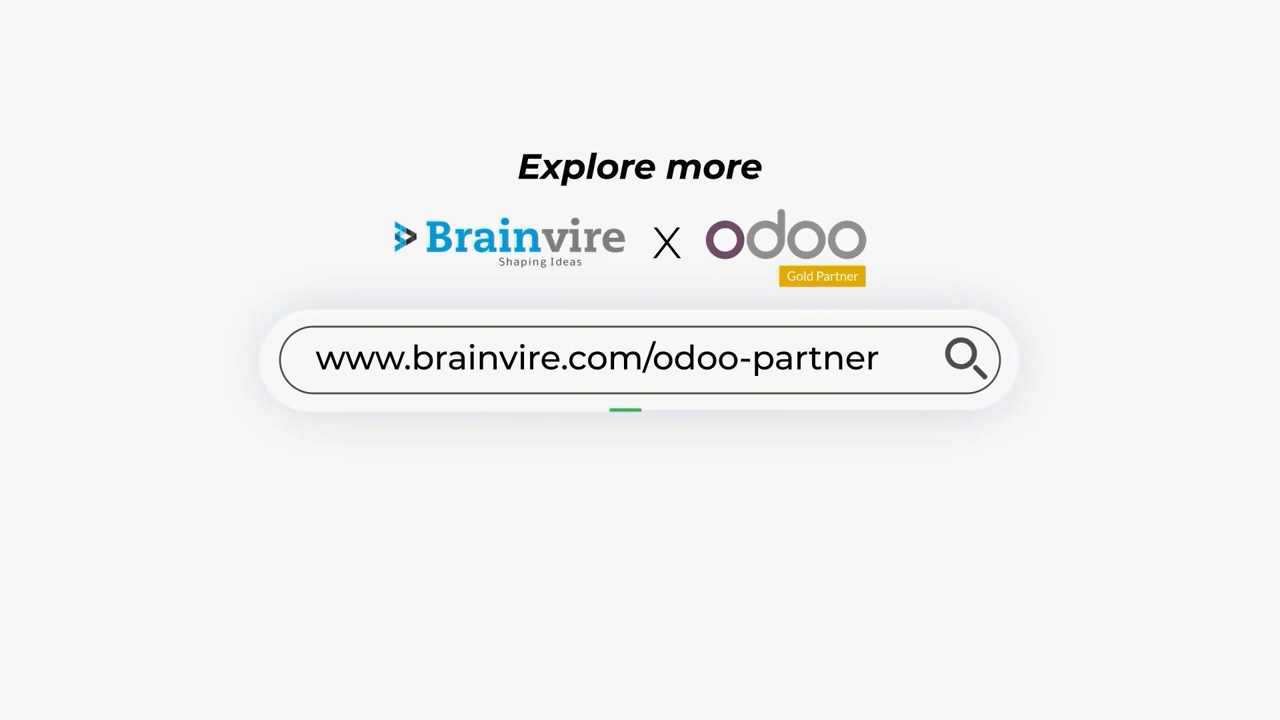 Explore more
Brainvire X odoo
Shaping Ideas
Gold Partner
www.brainvire.com/odoo-partner